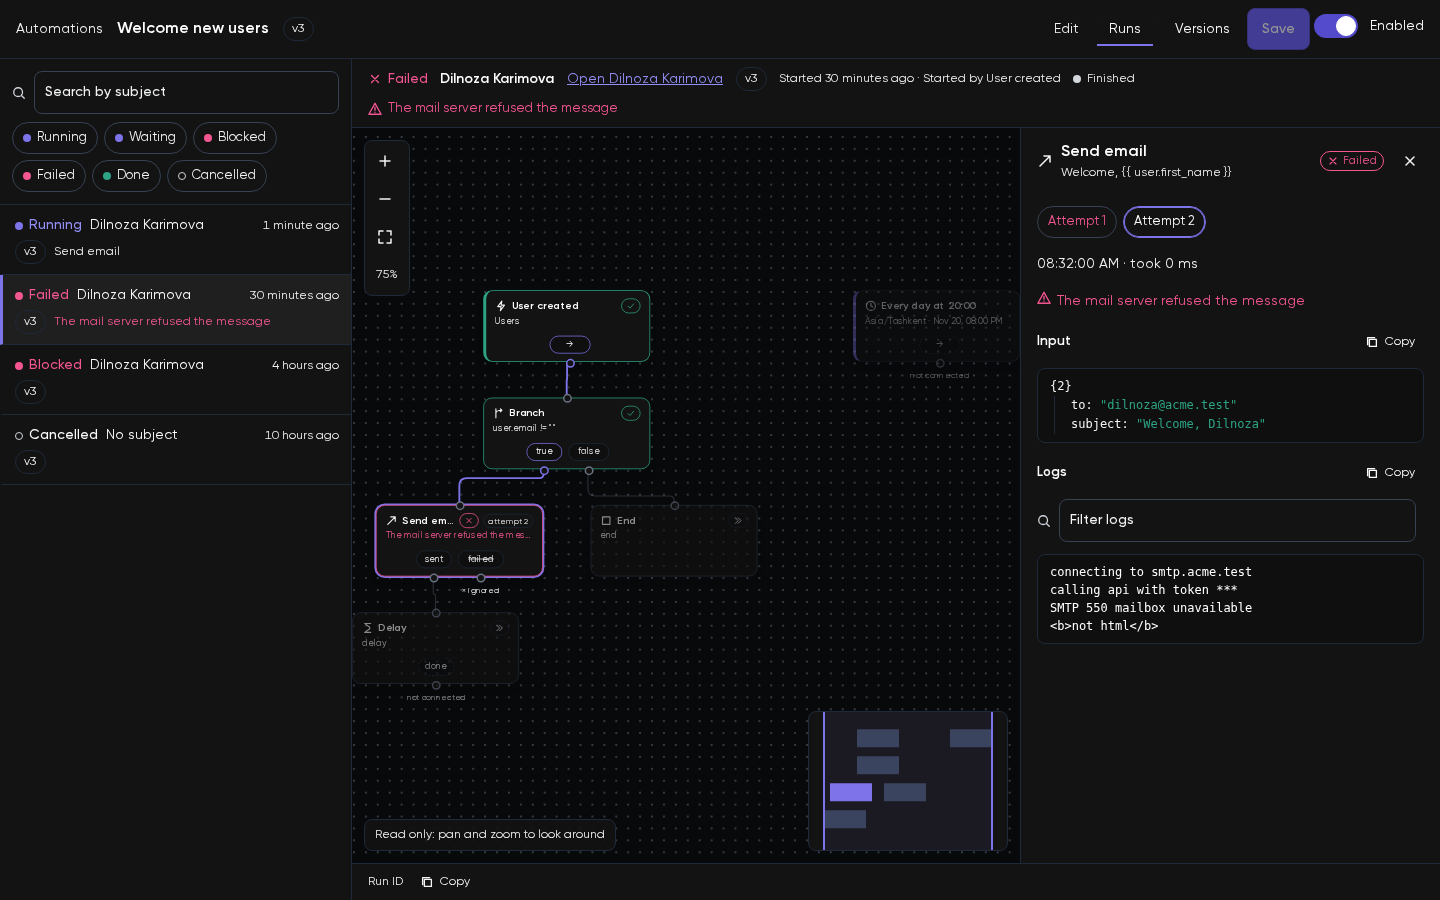 Automations Welcome new users v3
Edit Runs Versions Save Enabled
Search by subject
Running Waiting Blocked
Failed Done Cancelled
Running Dilnoza Karimova 1 minute ago
v3 Send email
Failed Dilnoza Karimova 30 minutes ago
v3 The mail server refused the message
Blocked Dilnoza Karimova 4 hours ago
v3
Cancelled No subject 10 hours ago
v3
Failed Dilnoza Karimova Open Dilnoza Karimova v3 Started 30 minutes ago · Started by User created Finished
The mail server refused the message
75%
User created
Users
Every day at 20:00
Asia/Tashkent · Nov 20, 08:00 PM
not connected
Branch
user.email != ""
true false
Send em... attempt 2
The mail server refused the mes...
sent failed
× Ignored
End
end
Delay
delay
done
not connected
Read only: pan and zoom to look around
Send email
Welcome, {{ user.first_name }}
Failed
Attempt 1 Attempt 2
08:32:00 AM · took 0 ms
The mail server refused the message
Input Copy
{2}
to: "dilnoza@acme.test"
subject: "Welcome, Dilnoza"
Logs Copy
Filter logs
connecting to smtp.acme.test
calling api with token ***
SMTP 550 mailbox unavailable
<b>not html</b>
Run ID Copy